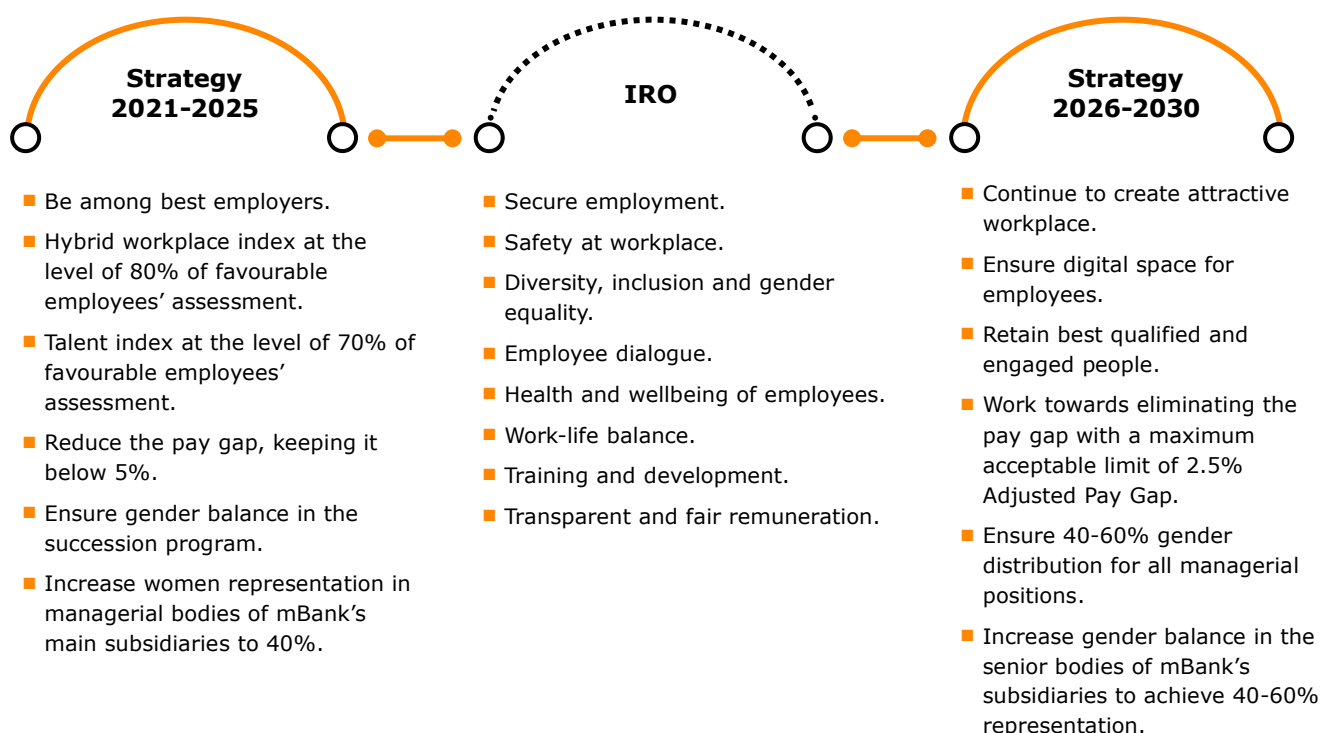 Strategy
2021-2025
IRO
Strategy
2026-2030
Be among best employers.
Hybrid workplace index at the
level of 80% of favourable
employees’ assessment.
Talent index at the level of 70% of
favourable employees’
assessment.
Reduce the pay gap, keeping it
below 5%.
Ensure gender balance in the
succession program.
Increase women representation in
managerial bodies of mBank’s
main subsidiaries to 40%.
Secure employment.
Safety at workplace.
Diversity, inclusion and gender
equality.
Employee dialogue.
Health and wellbeing of employees.
Work-life balance.
Training and development.
Transparent and fair remuneration.
Continue to create attractive
workplace.
Ensure digital space for
employees.
Retain best qualified and
engaged people.
Work towards eliminating the
pay gap with a maximum
acceptable limit of 2.5%
Adjusted Pay Gap.
Ensure 40-60% gender
distribution for all managerial
positions.
Increase gender balance in the
senior bodies of mBank’s
subsidiaries to achieve 40-60%
representation.